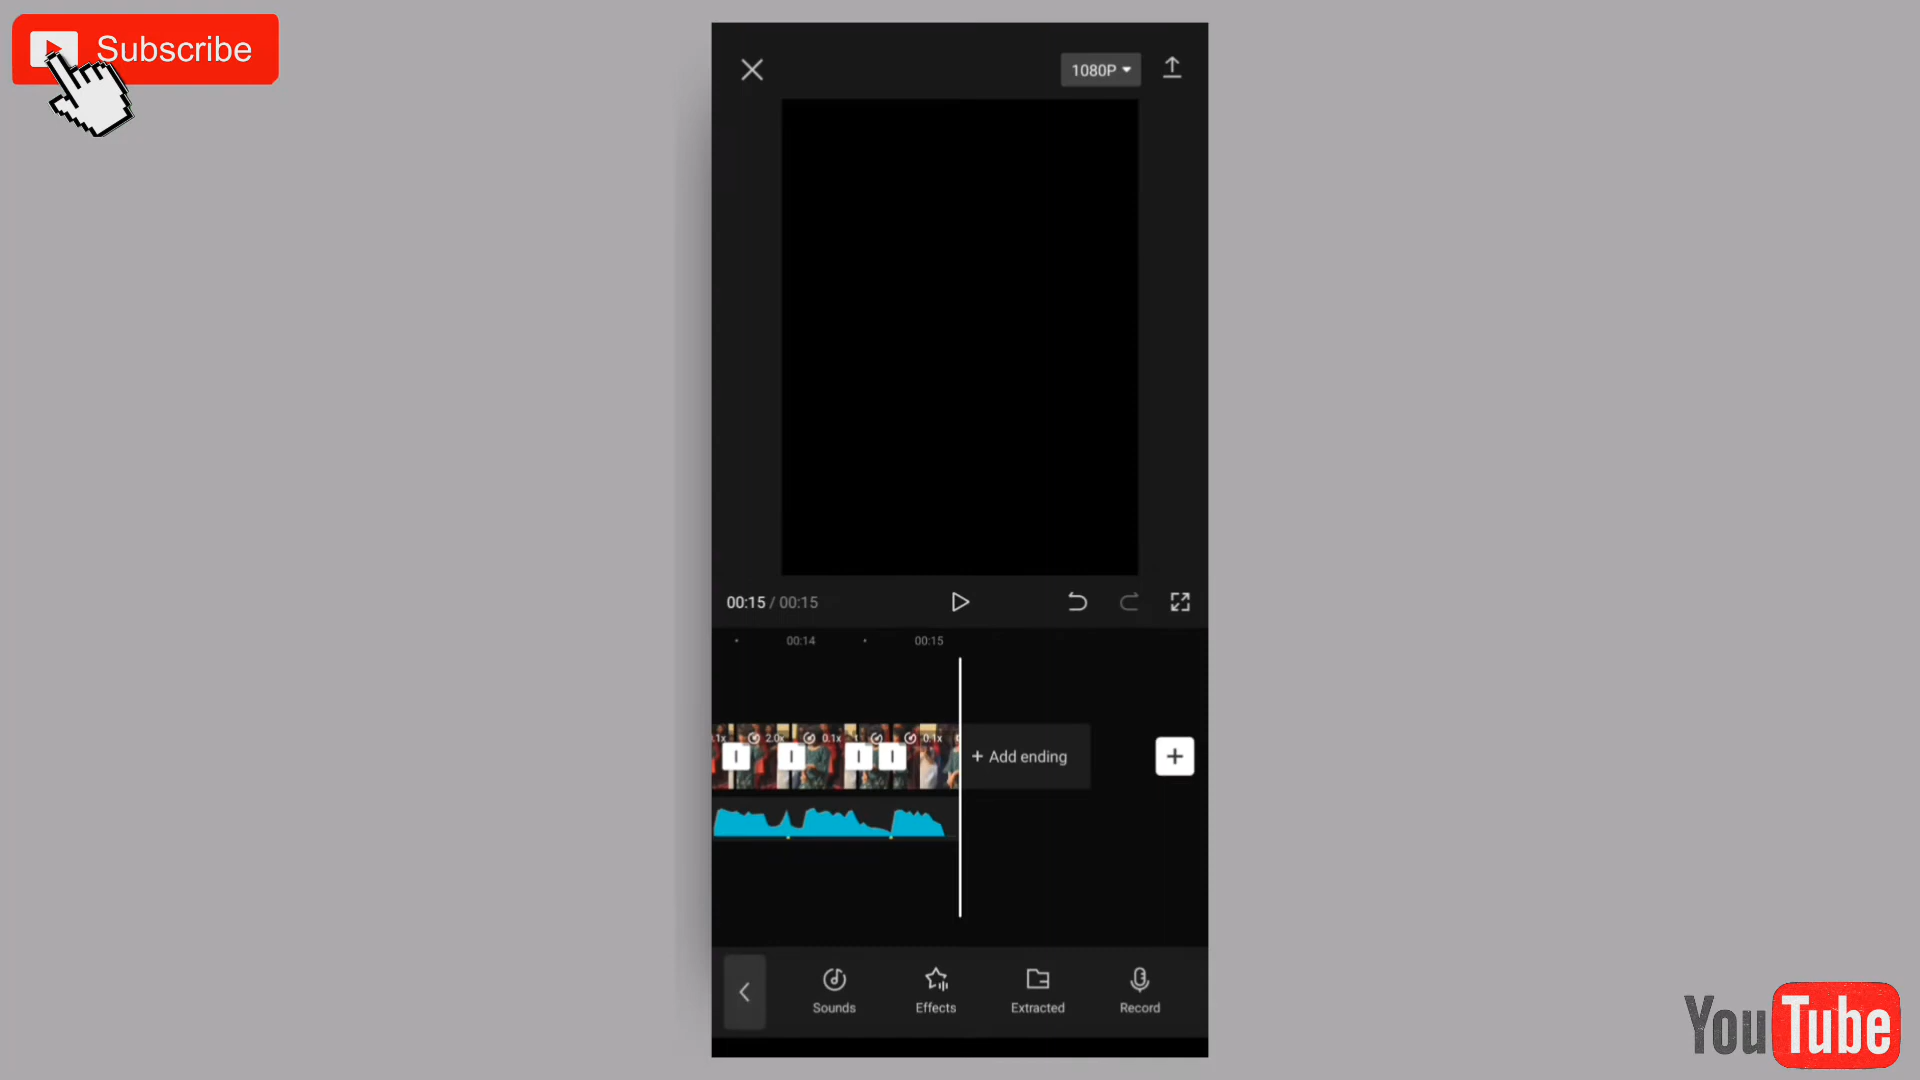 Subscribe
1080P
00:15 / 00:15
00:14
00:15
.1x
2.0x
0.1x
0.1x
+ Add ending
Sounds
Effects
Extracted
Record
YouTube